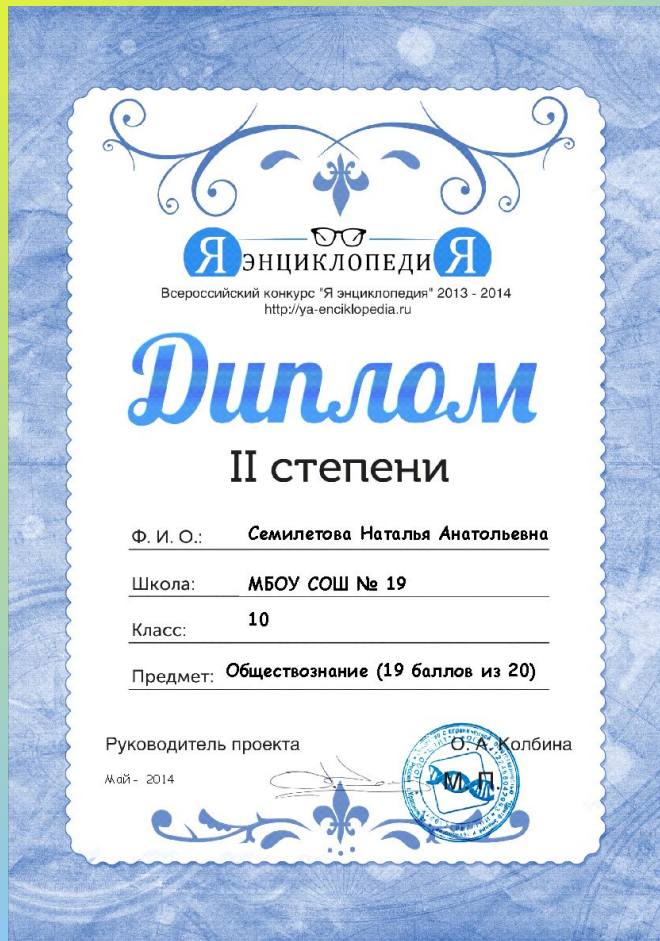 Я ЭНЦИКЛОПЕДИ Я
Всероссийский конкурс "Я энциклопедия" 2013 - 2014
http://ya-enciklopedia.ru
Диплом
II степени
Ф. И. О.: Семилетова Наталья Анатольевна
Школа: МБОУ СОШ № 19
Класс: 10
Предмет: Обществознание (19 баллов из 20)
Руководитель проекта О. А. Колбина
Май - 2014 М. П.